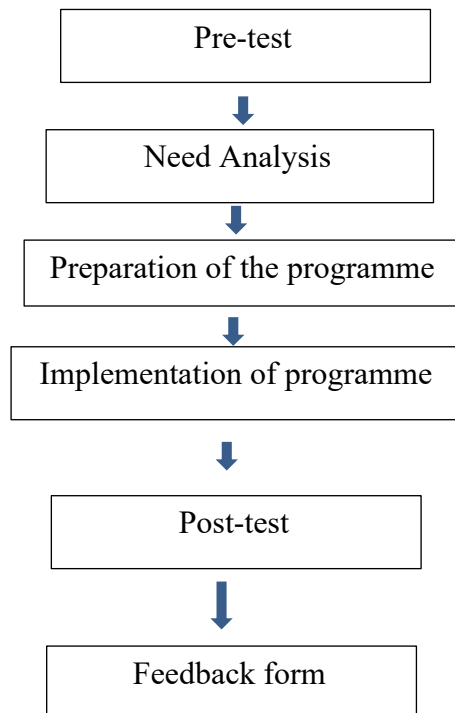 Pre-test
Need Analysis
Preparation of the programme
Implementation of programme
Post-test
Feedback form